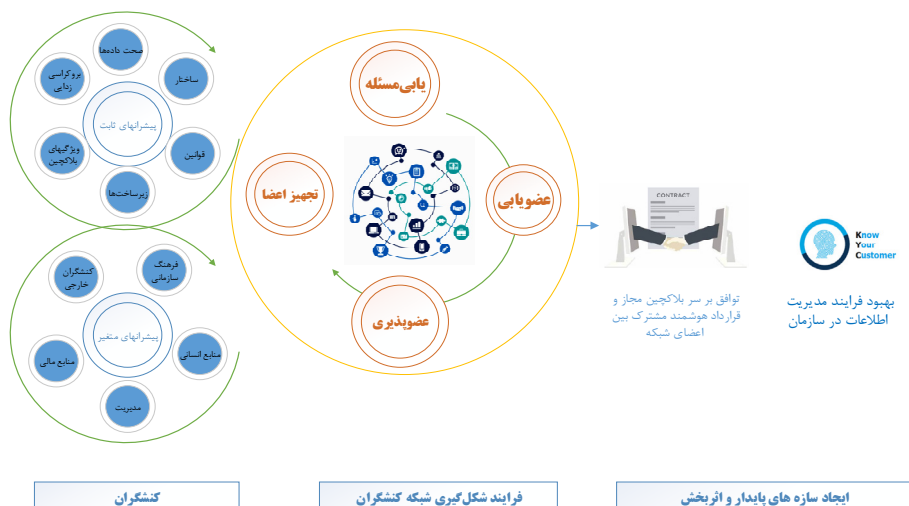 صحت داده‌ها
ساختار
قوانین
زیرساخت‌ها
ویژگیهای
بلاکچین
بروکراسی
زدایی
پیشرانهای ثابت
فرهنگ
سازمانی
منابع انسانی
مدیریت
منابع مالی
کنشگران
خارجی
پیشرانهای متغیر
یابی‌مسئله
عضویابی
عضوپذیری
تجهیز اعضا
CONTRACT
توافق بر سر بلاکچین مجاز و
قرارداد هوشمند مشترک بین
اعضای شبکه
Know
Your
Customer
بهبود فرایند مدیریت
اطلاعات در سازمان
کنشگران
فرایند شکل‌گیری شبکه کنشگران
ایجاد سازه های پایدار و اثربخش